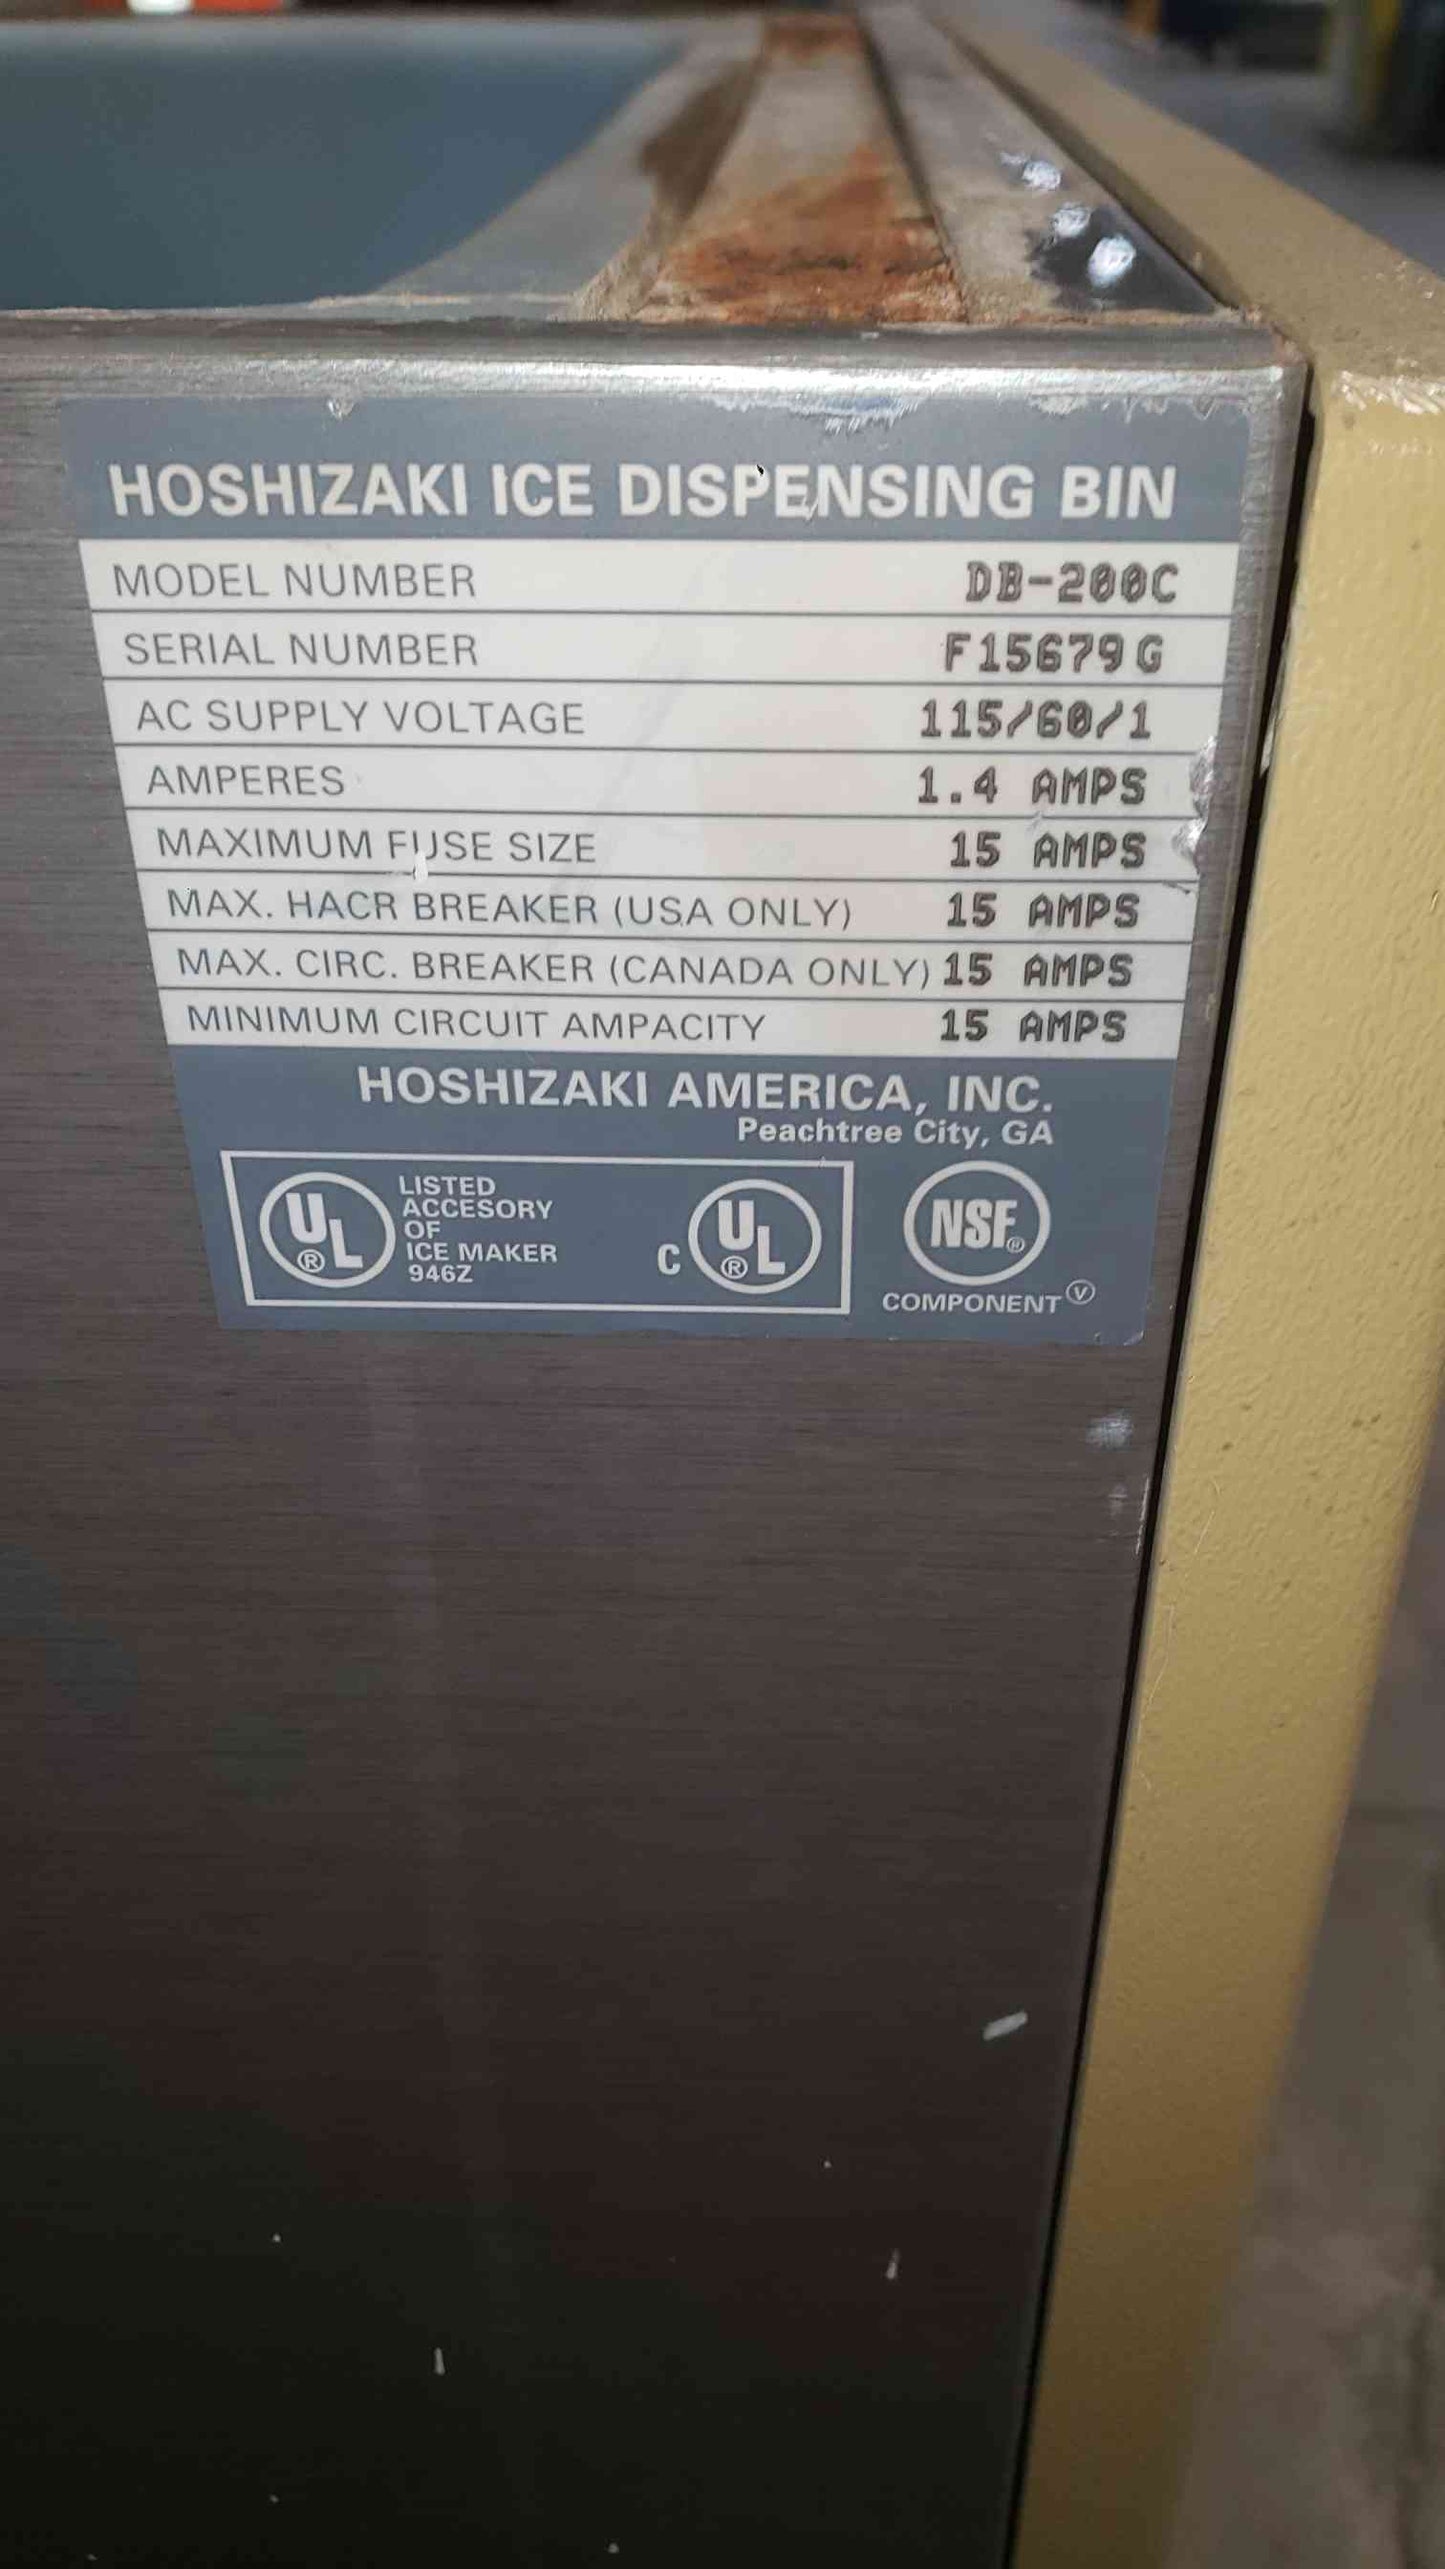 HOSHIZAKI ICE DISPENSING BIN
MODEL NUMBER DB-200C
SERIAL NUMBER F15679G
AC SUPPLY VOLTAGE 115/60/1
AMPERES 1.4 AMPS
MAXIMUM FUSE SIZE 15 AMPS
MAX. HACR BREAKER (USA ONLY) 15 AMPS
MAX. CIRC. BREAKER (CANADA ONLY) 15 AMPS
MINIMUM CIRCUIT AMPACITY 15 AMPS
HOSHIZAKI AMERICA, INC.
Peachtree City, GA
UL®
LISTED
ACCESORY
OF
ICE MAKER
946Z
C UL®
NSF®
COMPONENT Ⓥ